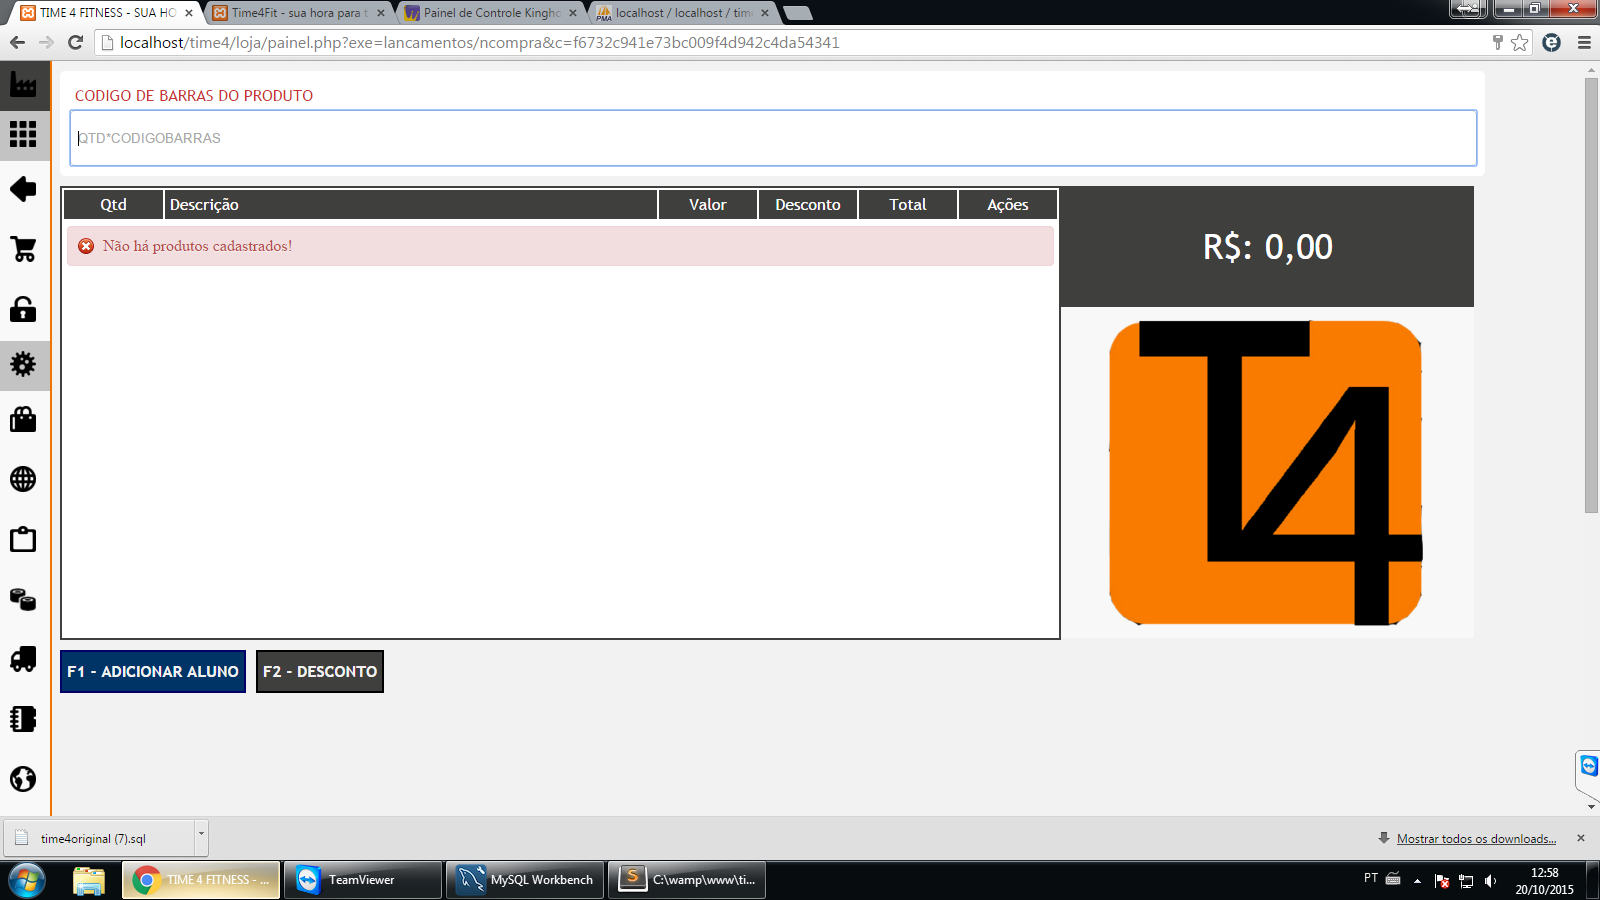 TIME 4 FITNESS - SUA HO
Time4Fit - sua hora para t
Painel de Controle Kingho
localhost / localhost / time
localhost/time4/loja/painel.php?exe=lancamentos/ncompra&c=f6732c941e73bc009f4d942c4da54341
CODIGO DE BARRAS DO PRODUTO
QTD*CODIGOBARRAS
Qtd Descrição Valor Desconto Total Ações
Não há produtos cadastrados!
R$: 0,00
T4
F1 - ADICIONAR ALUNO F2 - DESCONTO
time4original (7).sql
Mostrar todos os downloads...
TIME 4 FITNESS - ...
TeamViewer
MySQL Workbench
C:\wamp\www\ti...
PT
12:58
20/10/2015